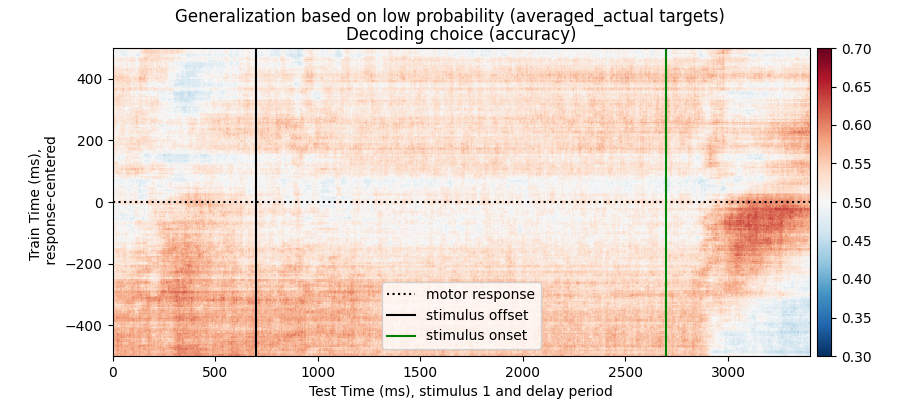 Generalization based on low probability (averaged_actual targets)
Decoding choice (accuracy)
Train Time (ms),
response-centered
400
200
0
−200
−400
motor response
stimulus offset
stimulus onset
0
500
1000
1500
2000
2500
3000
Test Time (ms), stimulus 1 and delay period
0.70
0.65
0.60
0.55
0.50
0.45
0.40
0.35
0.30